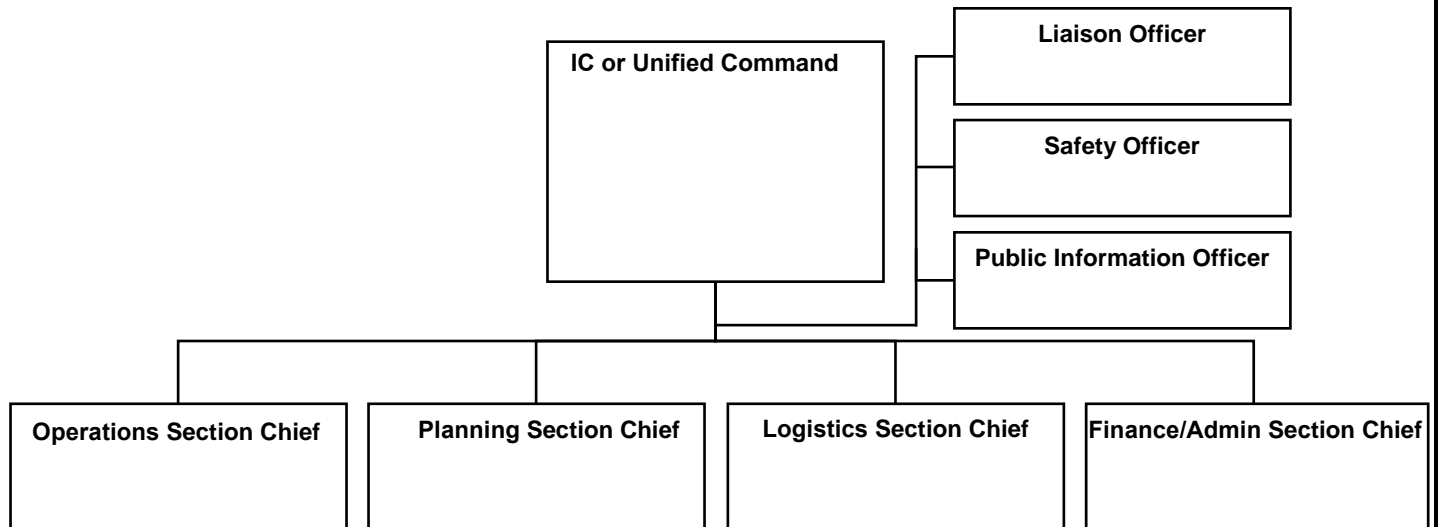 Liaison Officer
IC or Unified Command
Safety Officer
Public Information Officer
Operations Section Chief
Planning Section Chief
Logistics Section Chief
Finance/Admin Section Chief